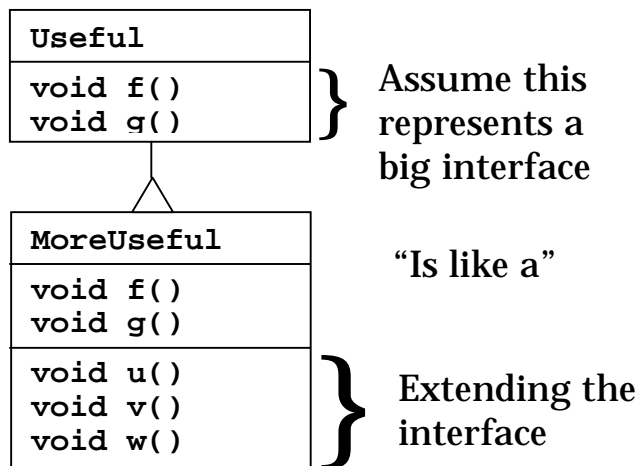 Useful
void f()
void g()
Assume this
represents a
big interface
MoreUseful
void f()
void g()
“Is like a”
void u()
void v()
void w()
Extending the
interface